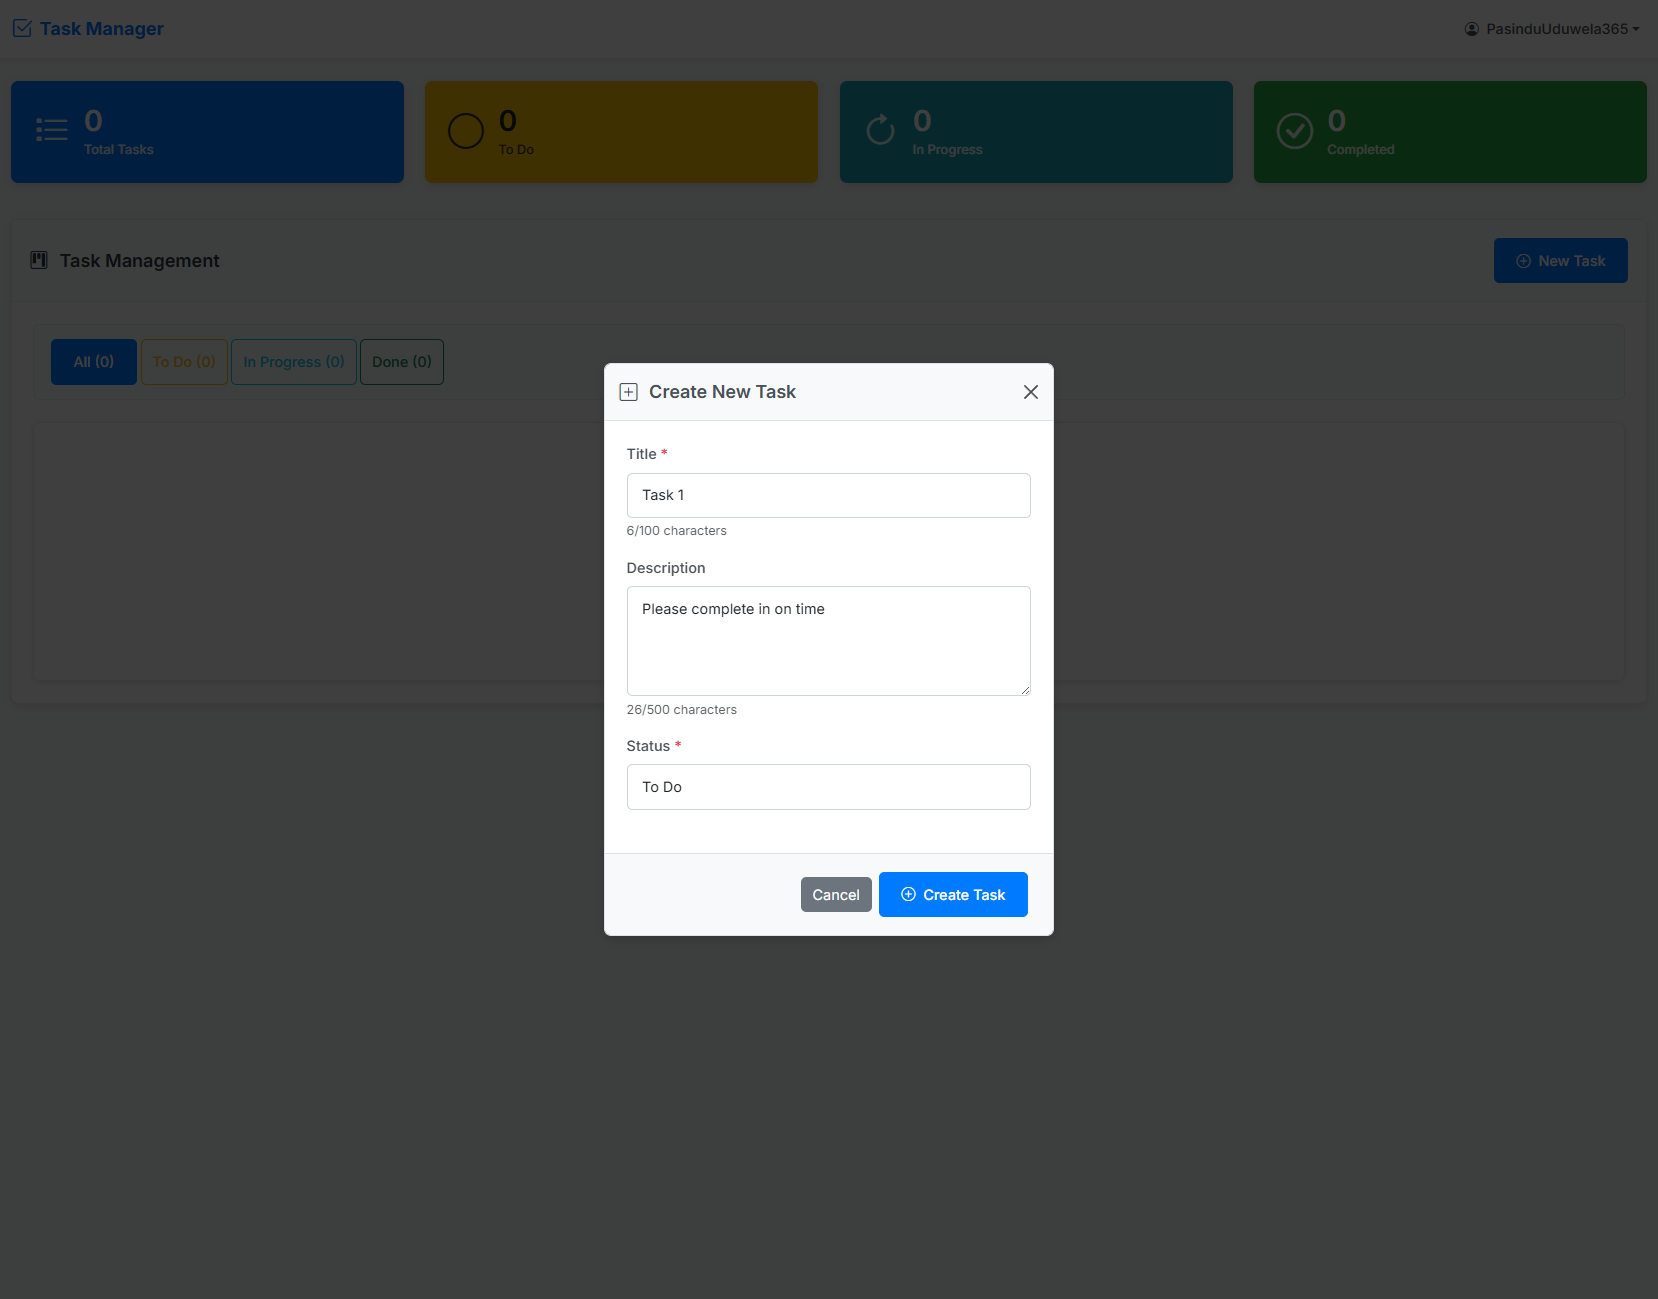 Task Manager
PasinduUduwela365
0
Total Tasks
0
To Do
0
In Progress
0
Completed
Task Management
New Task
All (0)
To Do (0)
In Progress (0)
Done (0)
Create New Task
Title *
Task 1
6/100 characters
Description
Please complete in on time
26/500 characters
Status *
To Do
Cancel
Create Task